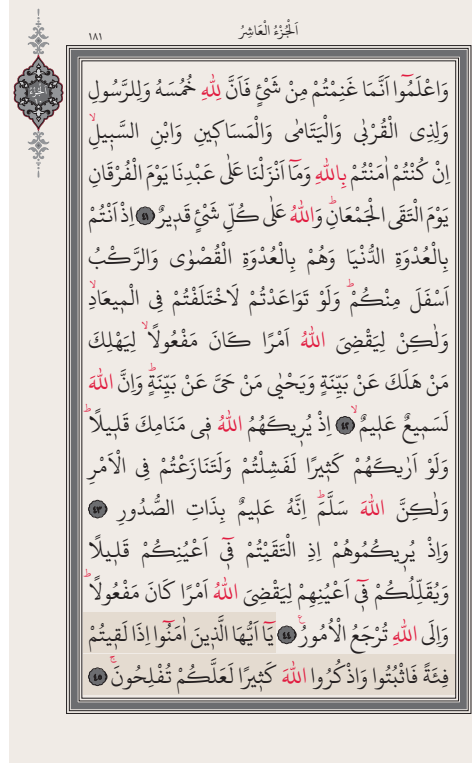 اَلْجُزْءُ الْعَاشِرُ
١٨١
اَلْجُزْءُ
وَاعْلَمُٓوا اَنَّمَا غَنِمْتُمْ مِنْ شَيْءٍ فَاَنَّ لِلّٰهِ خُمُسَهُ وَلِلرَّسُولِ
وَلِذِى الْقُرْبٰى وَالْيَتَامٰى وَالْمَسَاك۪ينِ وَابْنِ السَّب۪يلِۙ
اِنْ كُنْتُمْ اٰمَنْتُمْ بِاللّٰهِ وَمَٓا اَنْزَلْنَا عَلٰى عَبْدِنَا يَوْمَ الْفُرْقَانِ
يَوْمَ الْتَقَى الْجَمْعَانِۜ وَاللّٰهُ عَلٰى كُلِّ شَيْءٍ قَد۪يرٌ ﴿٤١﴾ اِذْ اَنْتُمْ
بِالْعُدْوَةِ الدُّنْيَا وَهُمْ بِالْعُدْوَةِ الْقُصْوٰى وَالرَّكْبُ
اَسْفَلَ مِنْكُمْۜ وَلَوْ تَوَاعَدْتُمْ لَاخْتَلَفْتُمْ فِي الْم۪يعَادِۙ
وَلٰكِنْ لِيَقْضِيَ اللّٰهُ اَمْرًا كَانَ مَفْعُولًاۙ لِيَهْلِكَ
مَنْ هَلَكَ عَنْ بَيِّنَةٍ وَيَحْيٰى مَنْ حَيَّ عَنْ بَيِّنَةٍۜ وَاِنَّ اللّٰهَ
لَسَم۪يعٌ عَل۪يمٌۙ ﴿٤٢﴾ اِذْ يُر۪يكَهُمُ اللّٰهُ ف۪ي مَنَامِكَ قَل۪يلًاۜ
وَلَوْ اَرٰيكَهُمْ كَث۪يرًا لَفَشِلْتُمْ وَلَتَنَازَعْتُمْ فِي الْاَمْرِ
وَلٰكِنَّ اللّٰهَ سَلَّمَۜ اِنَّهُ عَل۪يمٌ بِذَاتِ الصُّدُورِ ﴿٤٣﴾
وَاِذْ يُر۪يكُمُوهُمْ اِذِ الْتَقَيْتُمْ ف۪ٓي اَعْيُنِكُمْ قَل۪يلًا
وَيُقَلِّلُكُمْ ف۪ٓي اَعْيُنِهِمْ لِيَقْضِيَ اللّٰهُ اَمْرًا كَانَ مَفْعُولًاۜ
وَاِلَى اللّٰهِ تُرْجَعُ الْاُمُورُ۟ ﴿٤٤﴾ يَٓا اَيُّهَا الَّذ۪ينَ اٰمَنُٓوا اِذَا لَق۪يتُمْ
فِئَةً فَاثْبُتُوا وَاذْكُرُوا اللّٰهَ كَث۪يرًا لَعَلَّكُمْ تُفْلِحُونَۚ ﴿٤٥﴾